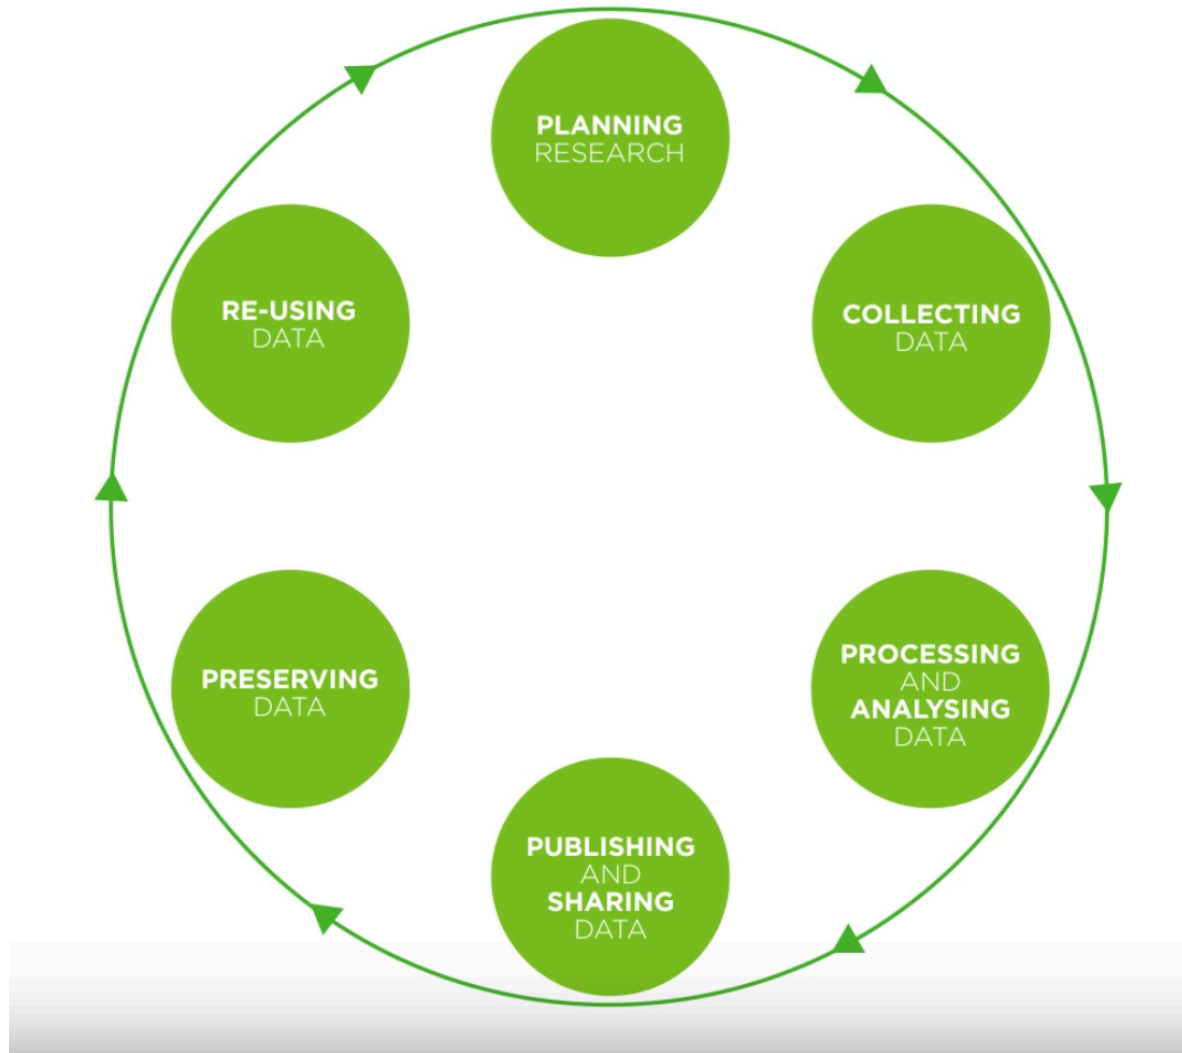 PLANNING
RESEARCH
COLLECTING
DATA
PROCESSING
AND
ANALYSING
DATA
PUBLISHING
AND
SHARING
DATA
PRESERVING
DATA
RE-USING
DATA